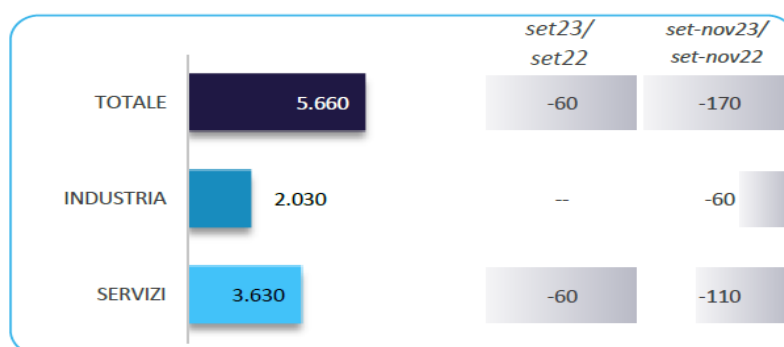 set23/ set-nov23/
set22 set-nov22
TOTALE 5.660 -60 -170
INDUSTRIA 2.030 -- -60
SERVIZI 3.630 -60 -110